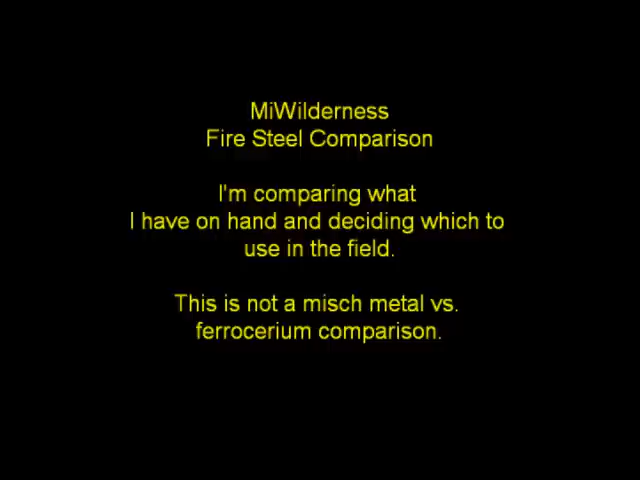 MiWilderness
Fire Steel Comparison
I'm comparing what
I have on hand and deciding which to
use in the field.
This is not a misch metal vs.
ferrocerium comparison.